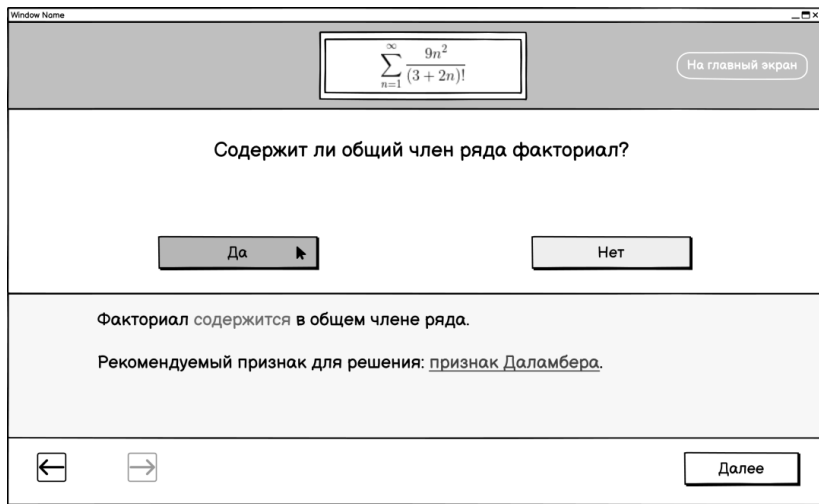 Window Name
∑_{n=1}^{∞} 9n²/(3 + 2n)!
На главный экран
Содержит ли общий член ряда факториал?
Да
Нет
Факториал содержится в общем члене ряда.
Рекомендуемый признак для решения: признак Даламбера.
Далее